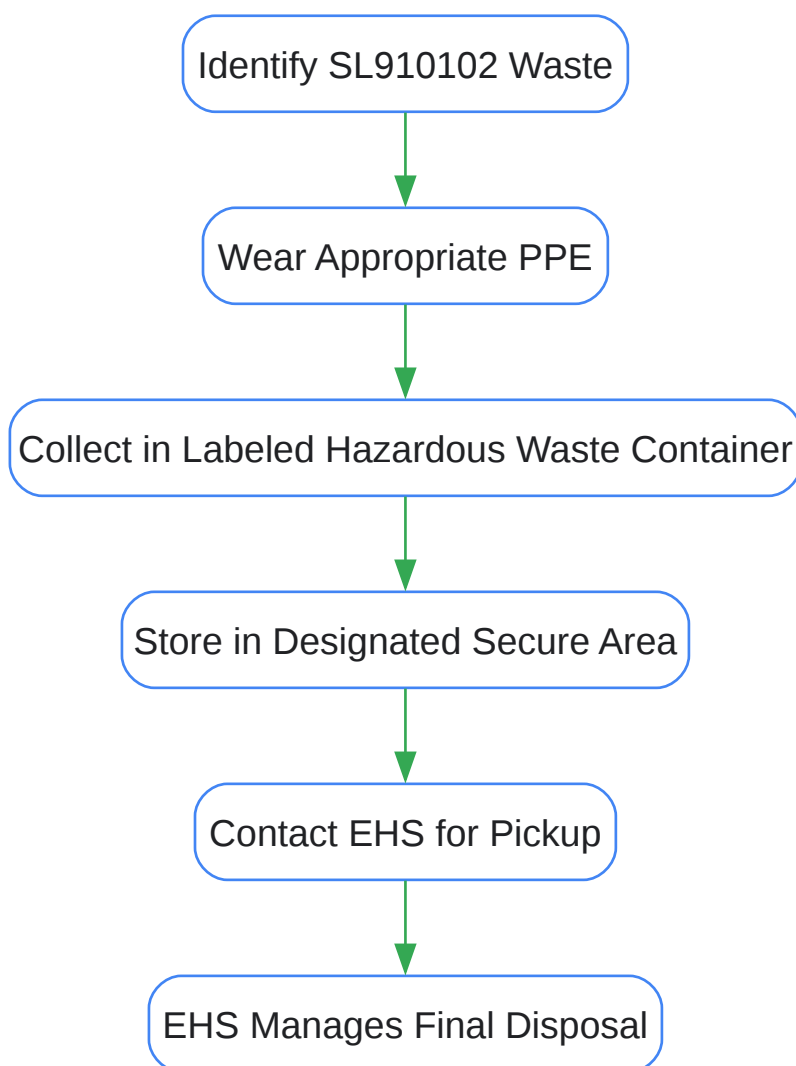 Identify SL910102 Waste
Wear Appropriate PPE
Collect in Labeled Hazardous Waste Container
Store in Designated Secure Area
Contact EHS for Pickup
EHS Manages Final Disposal